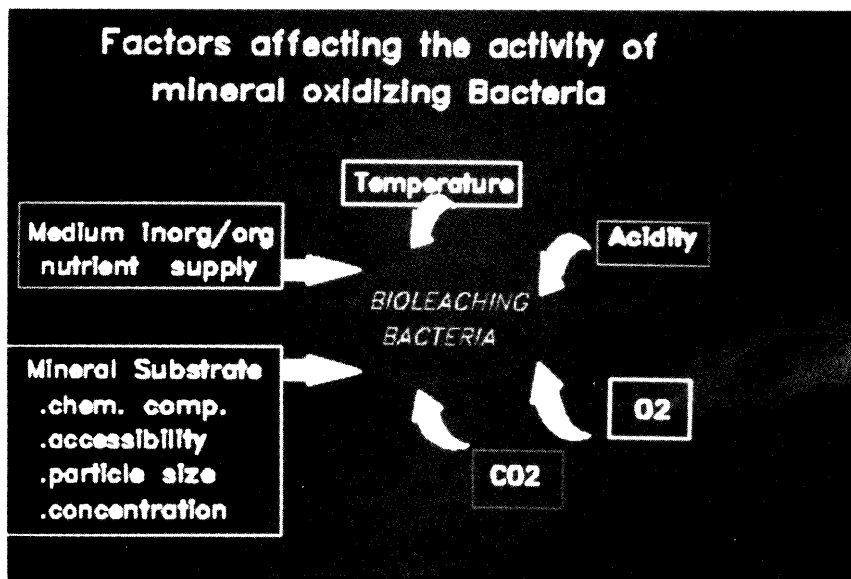 Factors affecting the activity of
mineral oxidizing Bacteria
Temperature
Medium inorg/org
nutrient supply
Acidity
BIOLEACHING
BACTERIA
Mineral Substrate
.chem. comp.
.accessibility
.particle size
.concentration
O2
CO2